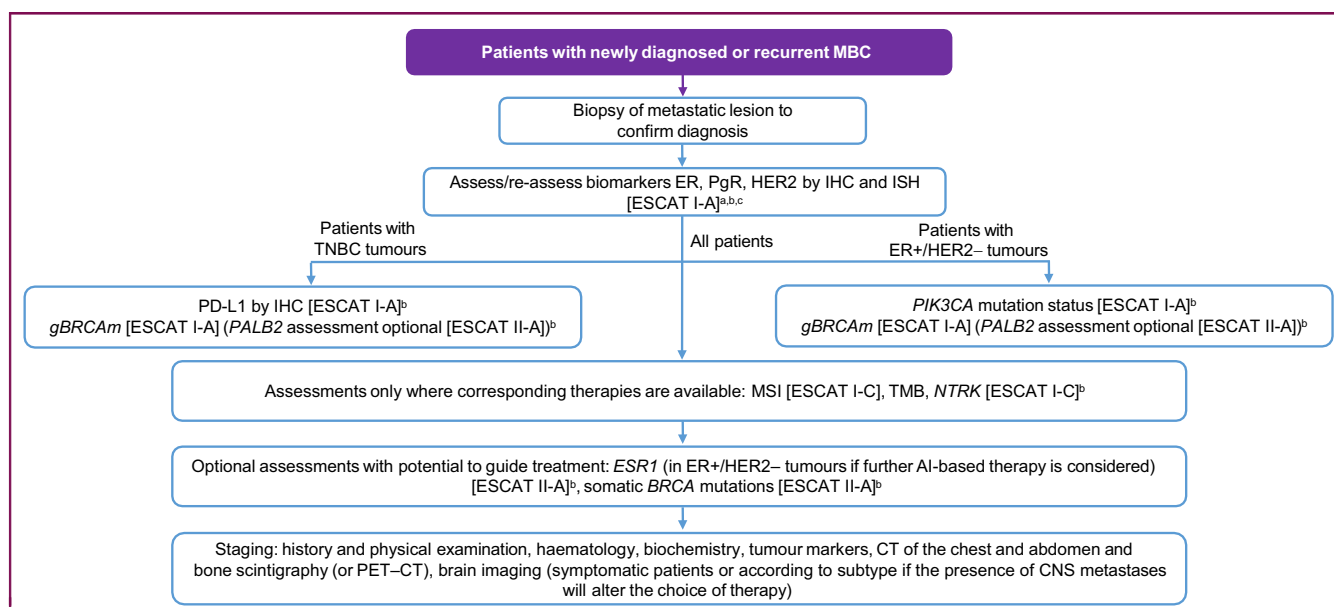 Patients with newly diagnosed or recurrent MBC
Biopsy of metastatic lesion to
confirm diagnosis
Assess/re-assess biomarkers ER, PgR, HER2 by IHC and ISH
[ESCAT I-A]a,b,c
Patients with
TNBC tumours
All patients
Patients with
ER+/HER2– tumours
PD-L1 by IHC [ESCAT I-A]b
gBRCAm [ESCAT I-A] (PALB2 assessment optional [ESCAT II-A])b
PIK3CA mutation status [ESCAT I-A]b
gBRCAm [ESCAT I-A] (PALB2 assessment optional [ESCAT II-A])b
Assessments only where corresponding therapies are available: MSI [ESCAT I-C], TMB, NTRK [ESCAT I-C]b
Optional assessments with potential to guide treatment: ESR1 (in ER+/HER2– tumours if further AI-based therapy is considered)
[ESCAT II-A]b, somatic BRCA mutations [ESCAT II-A]b
Staging: history and physical examination, haematology, biochemistry, tumour markers, CT of the chest and abdomen and
bone scintigraphy (or PET–CT), brain imaging (symptomatic patients or according to subtype if the presence of CNS metastases
will alter the choice of therapy)